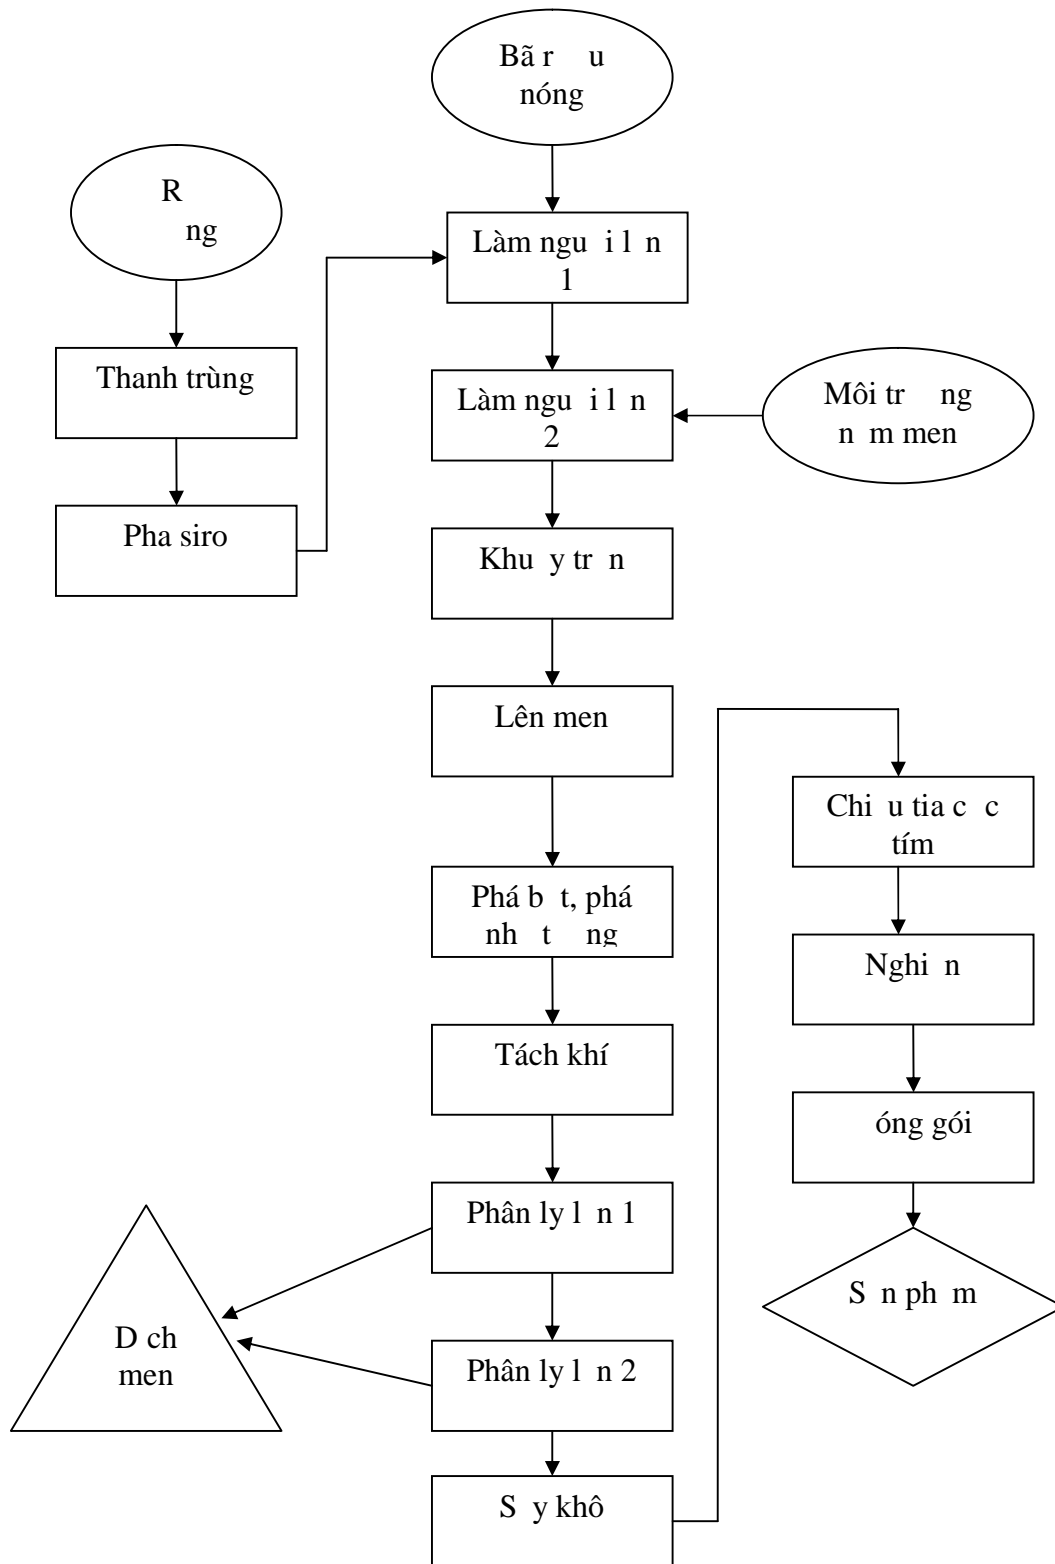 Bã r u
nóng
R
ng
Làm ngu i l n
1
Thanh trùng
Làm ngu i l n
2
Môi tr ng
n m men
Pha siro
Khu y tr n
Lên men
Chi u tia c c
tím
Phá b t, phá
nh t ng
Nghi n
Tách khí
óng gói
Phân ly l n 1
S n ph m
D ch
men
Phân ly l n 2
S y khô